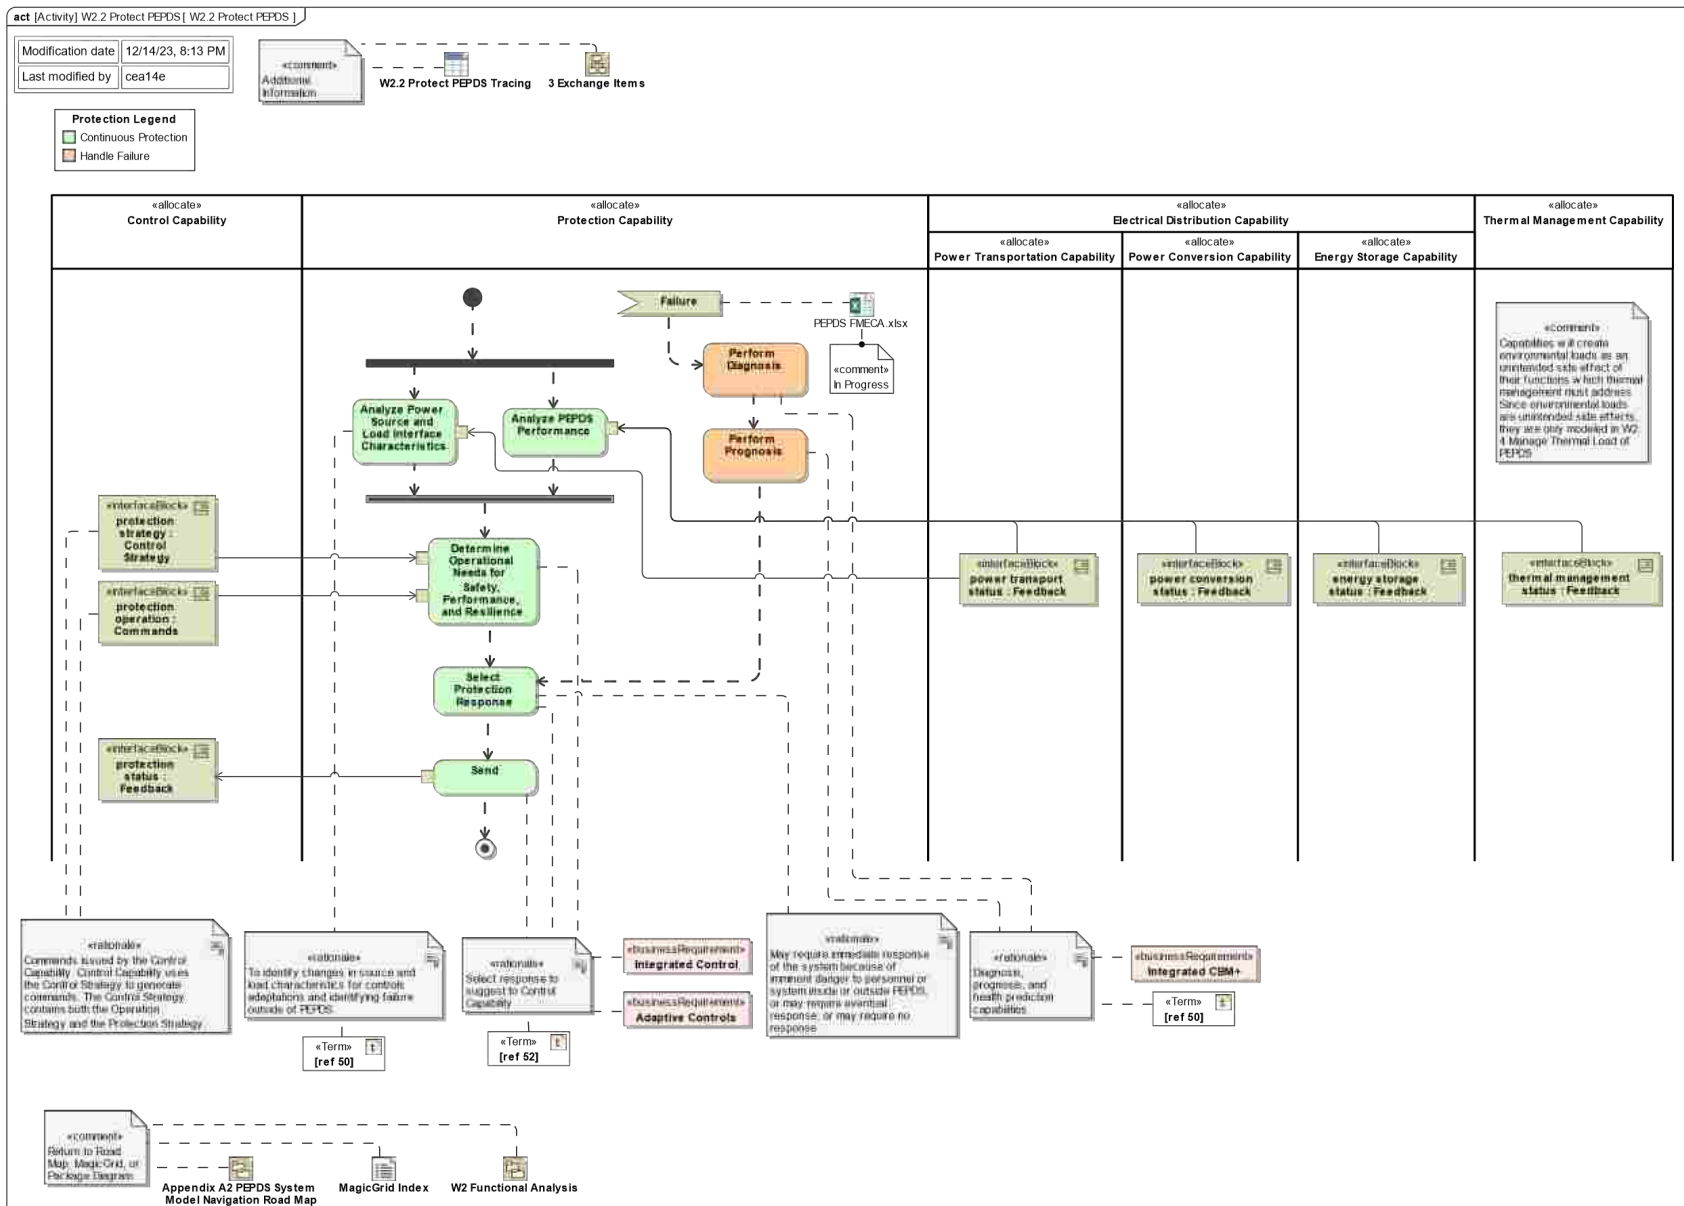 act [Activity] W2.2 Protect PEPDS [ W2.2 Protect PEPDS ]
Modification date 12/14/23, 8:13 PM
Last modified by cea14e
«comment»
Additional
Information
W2.2 Protect PEPDS Tracing
3 Exchange Items
Protection Legend
Continuous Protection
Handle Failure
«allocate»
Control Capability
«allocate»
Protection Capability
«allocate»
Electrical Distribution Capability
«allocate»
Thermal Management Capability
«allocate»
Power Transportation Capability
«allocate»
Power Conversion Capability
«allocate»
Energy Storage Capability
Failure
PEPDS FMECA.xlsx
«comment»
In Progress
Perform
Diagnosis
Perform
Prognosis
Analyze Power
Source and
Load Interface
Characteristics
Analyze PEPDS
Performance
«comment»
Capabilities will create
environmental loads as an
unintended side effect of
their functions which thermal
management must address.
Since environmental loads
are unintended side effects,
they are only modeled in W2.
4 Manage Thermal Load of
PEPDS
«interfaceBlock»
protection
strategy :
Control
Strategy
«interfaceBlock»
protection
operation :
Commands
Determine
Operational
Needs for
Safety,
Performance,
and Resilience
«interfaceBlock»
power transport
status : Feedback
«interfaceBlock»
power conversion
status : Feedback
«interfaceBlock»
energy storage
status : Feedback
«interfaceBlock»
thermal management
status : Feedback
Select
Protection
Response
«interfaceBlock»
protection
status :
Feedback
Send
«rationale»
Commands issued by the Control
Capability. Control Capability uses
the Control Strategy to generate
commands. The Control Strategy
contains both the Operation
Strategy and the Protection Strategy
«rationale»
To identify changes in source and
load characteristics for controls
adaptations and identifying failure
outside of PEPDS.
«Term»
[ref 50]
«rationale»
Select response to
suggest to Control
Capability
«Term»
[ref 52]
«businessRequirement»
Integrated Control
«businessRequirement»
Adaptive Controls
«rationale»
May require immediate response
of the system because of
imminent danger to personnel or
system inside or outside PEPDS,
or may require eventual
response, or may require no
response
«rationale»
Diagnosis,
prognosis, and
health prediction
capabilities
«businessRequirement»
Integrated CBM+
«Term»
[ref 50]
«comment»
Return to Road
Map, MagicGrid, or
Package Diagram
Appendix A2 PEPDS System
Model Navigation Road Map
MagicGrid Index
W2 Functional Analysis